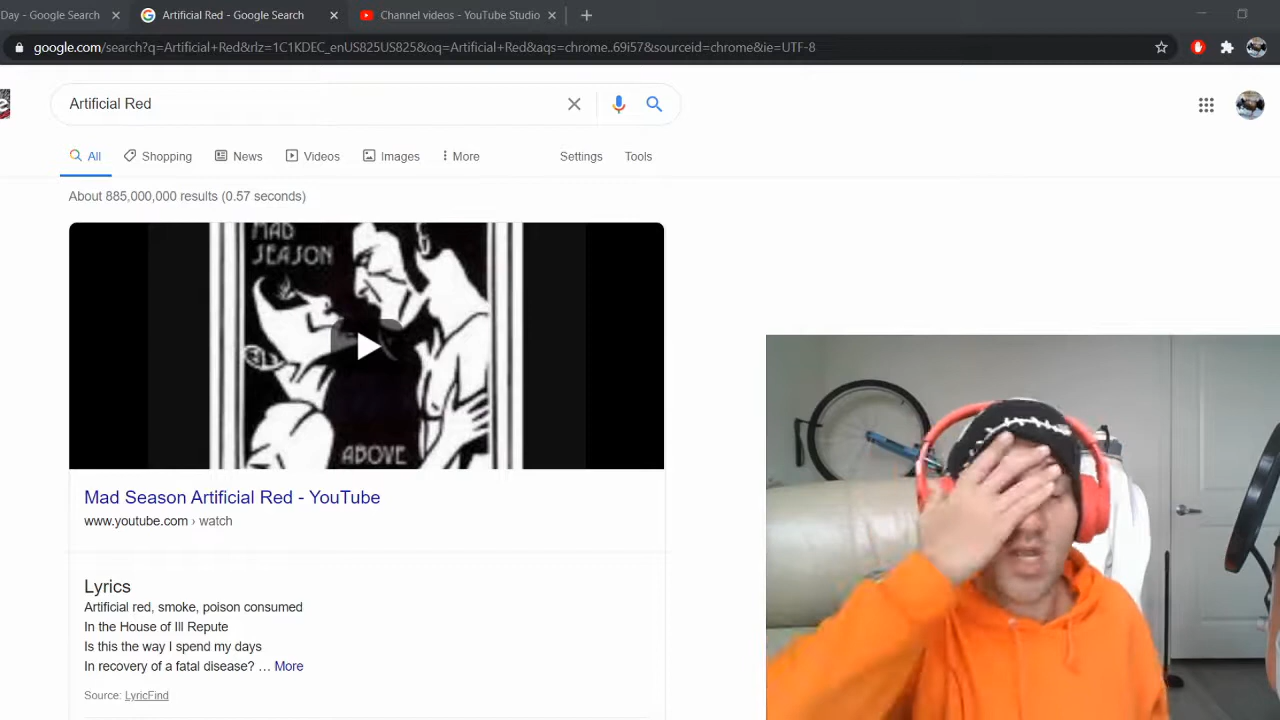 Day - Google Search
Artificial Red - Google Search
Channel videos - YouTube Studio
google.com/search?q=Artificial+Red&rlz=1C1KDEC_enUS825US825&oq=Artificial+Red&aqs=chrome..69i57&sourceid=chrome&ie=UTF-8
Artificial Red
All
Shopping
News
Videos
Images
More
Settings
Tools
About 885,000,000 results (0.57 seconds)
MAD
SEASON
ABOVE
Mad Season Artificial Red - YouTube
www.youtube.com › watch
Lyrics
Artificial red, smoke, poison consumed
In the House of Ill Repute
Is this the way I spend my days
In recovery of a fatal disease? … More
Source: LyricFind